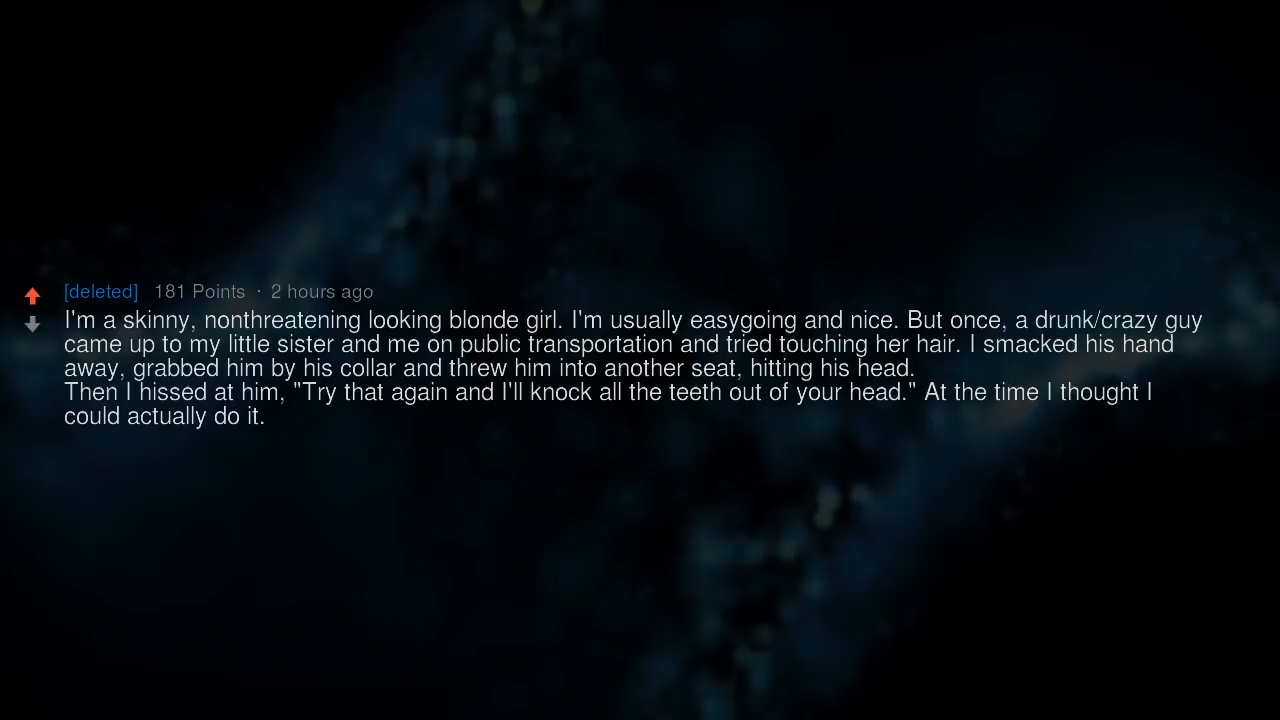 [deleted] 181 Points · 2 hours ago
I'm a skinny, nonthreatening looking blonde girl. I'm usually easygoing and nice. But once, a drunk/crazy guy
came up to my little sister and me on public transportation and tried touching her hair. I smacked his hand
away, grabbed him by his collar and threw him into another seat, hitting his head.
Then I hissed at him, "Try that again and I'll knock all the teeth out of your head." At the time I thought I
could actually do it.